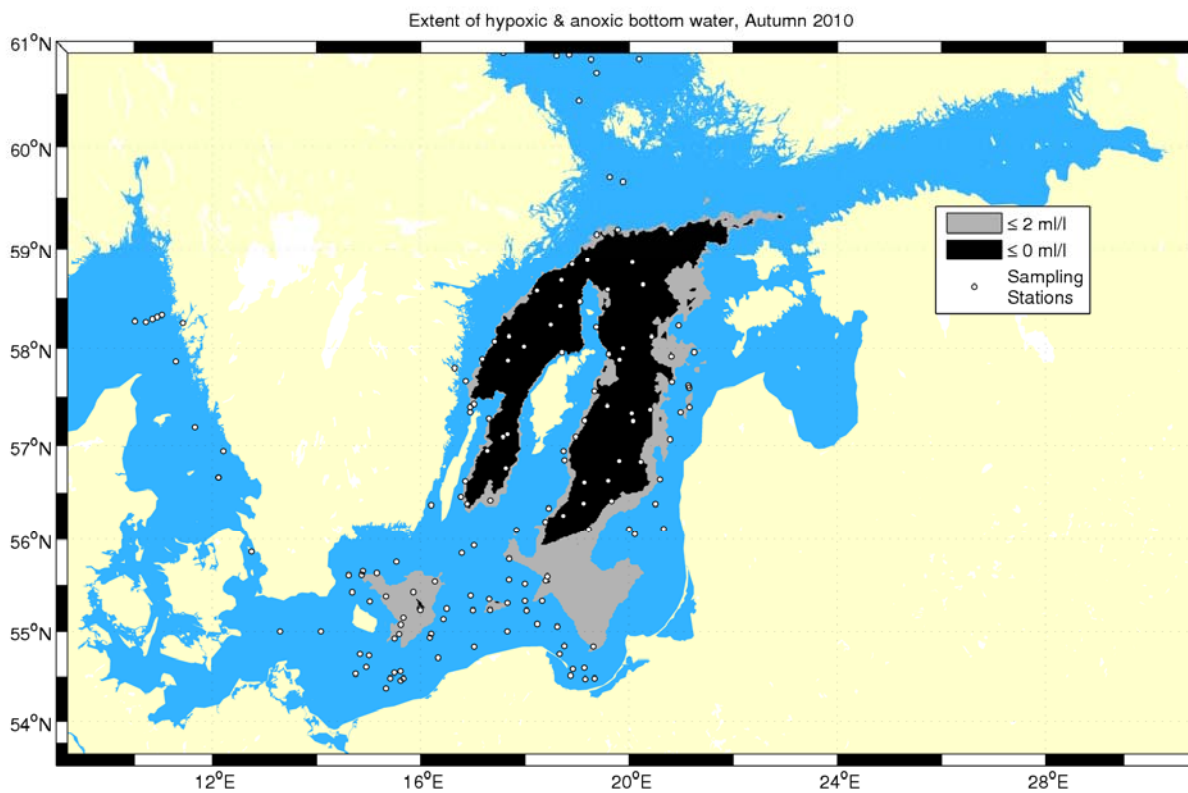 Extent of hypoxic & anoxic bottom water, Autumn 2010
61°N
60°N
59°N
58°N
57°N
56°N
55°N
54°N
≤ 2 ml/l
≤ 0 ml/l
Sampling
Stations
12°E
16°E
20°E
24°E
28°E